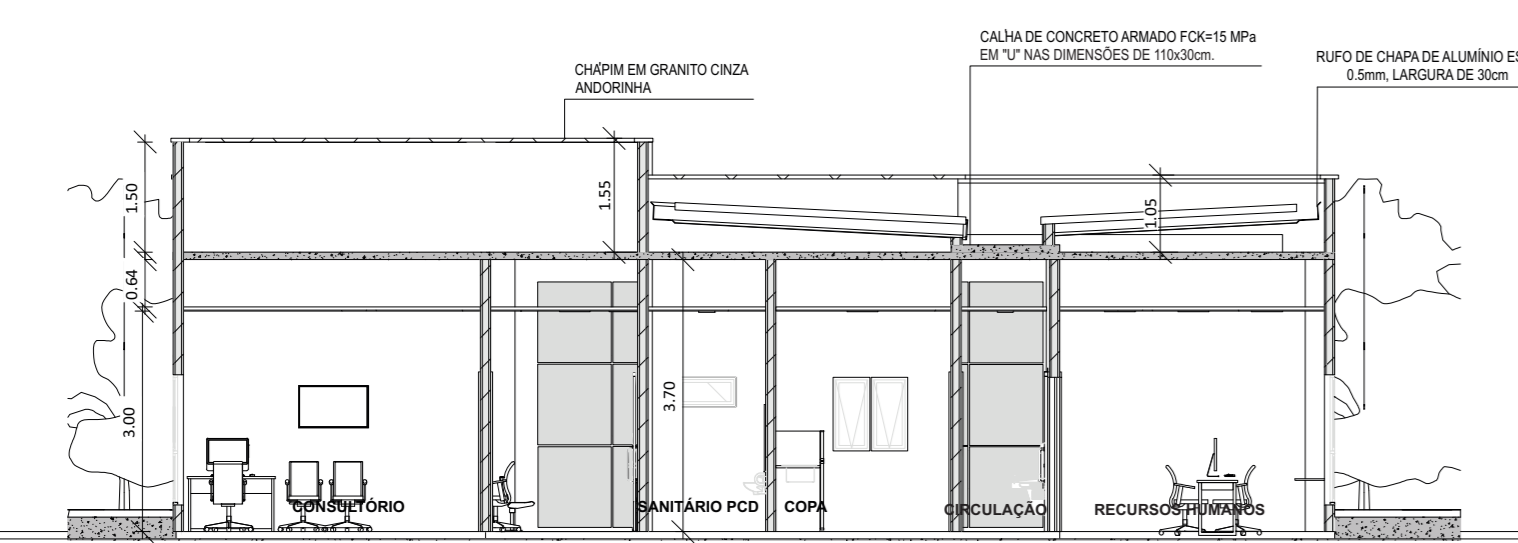 CALHA DE CONCRETO ARMADO FCK=15 MPa
EM "U" NAS DIMENSÕES DE 110x30cm.
RUFO DE CHAPA DE ALUMÍNIO ES
0.5mm, LARGURA DE 30cm
CHAPIM EM GRANITO CINZA
ANDORINHA
1.50
1.55
1.05
0.64
3.00
3.70
CONSULTÓRIO
SANITÁRIO PCD
COPA
CIRCULAÇÃO
RECURSOS HUMANOS